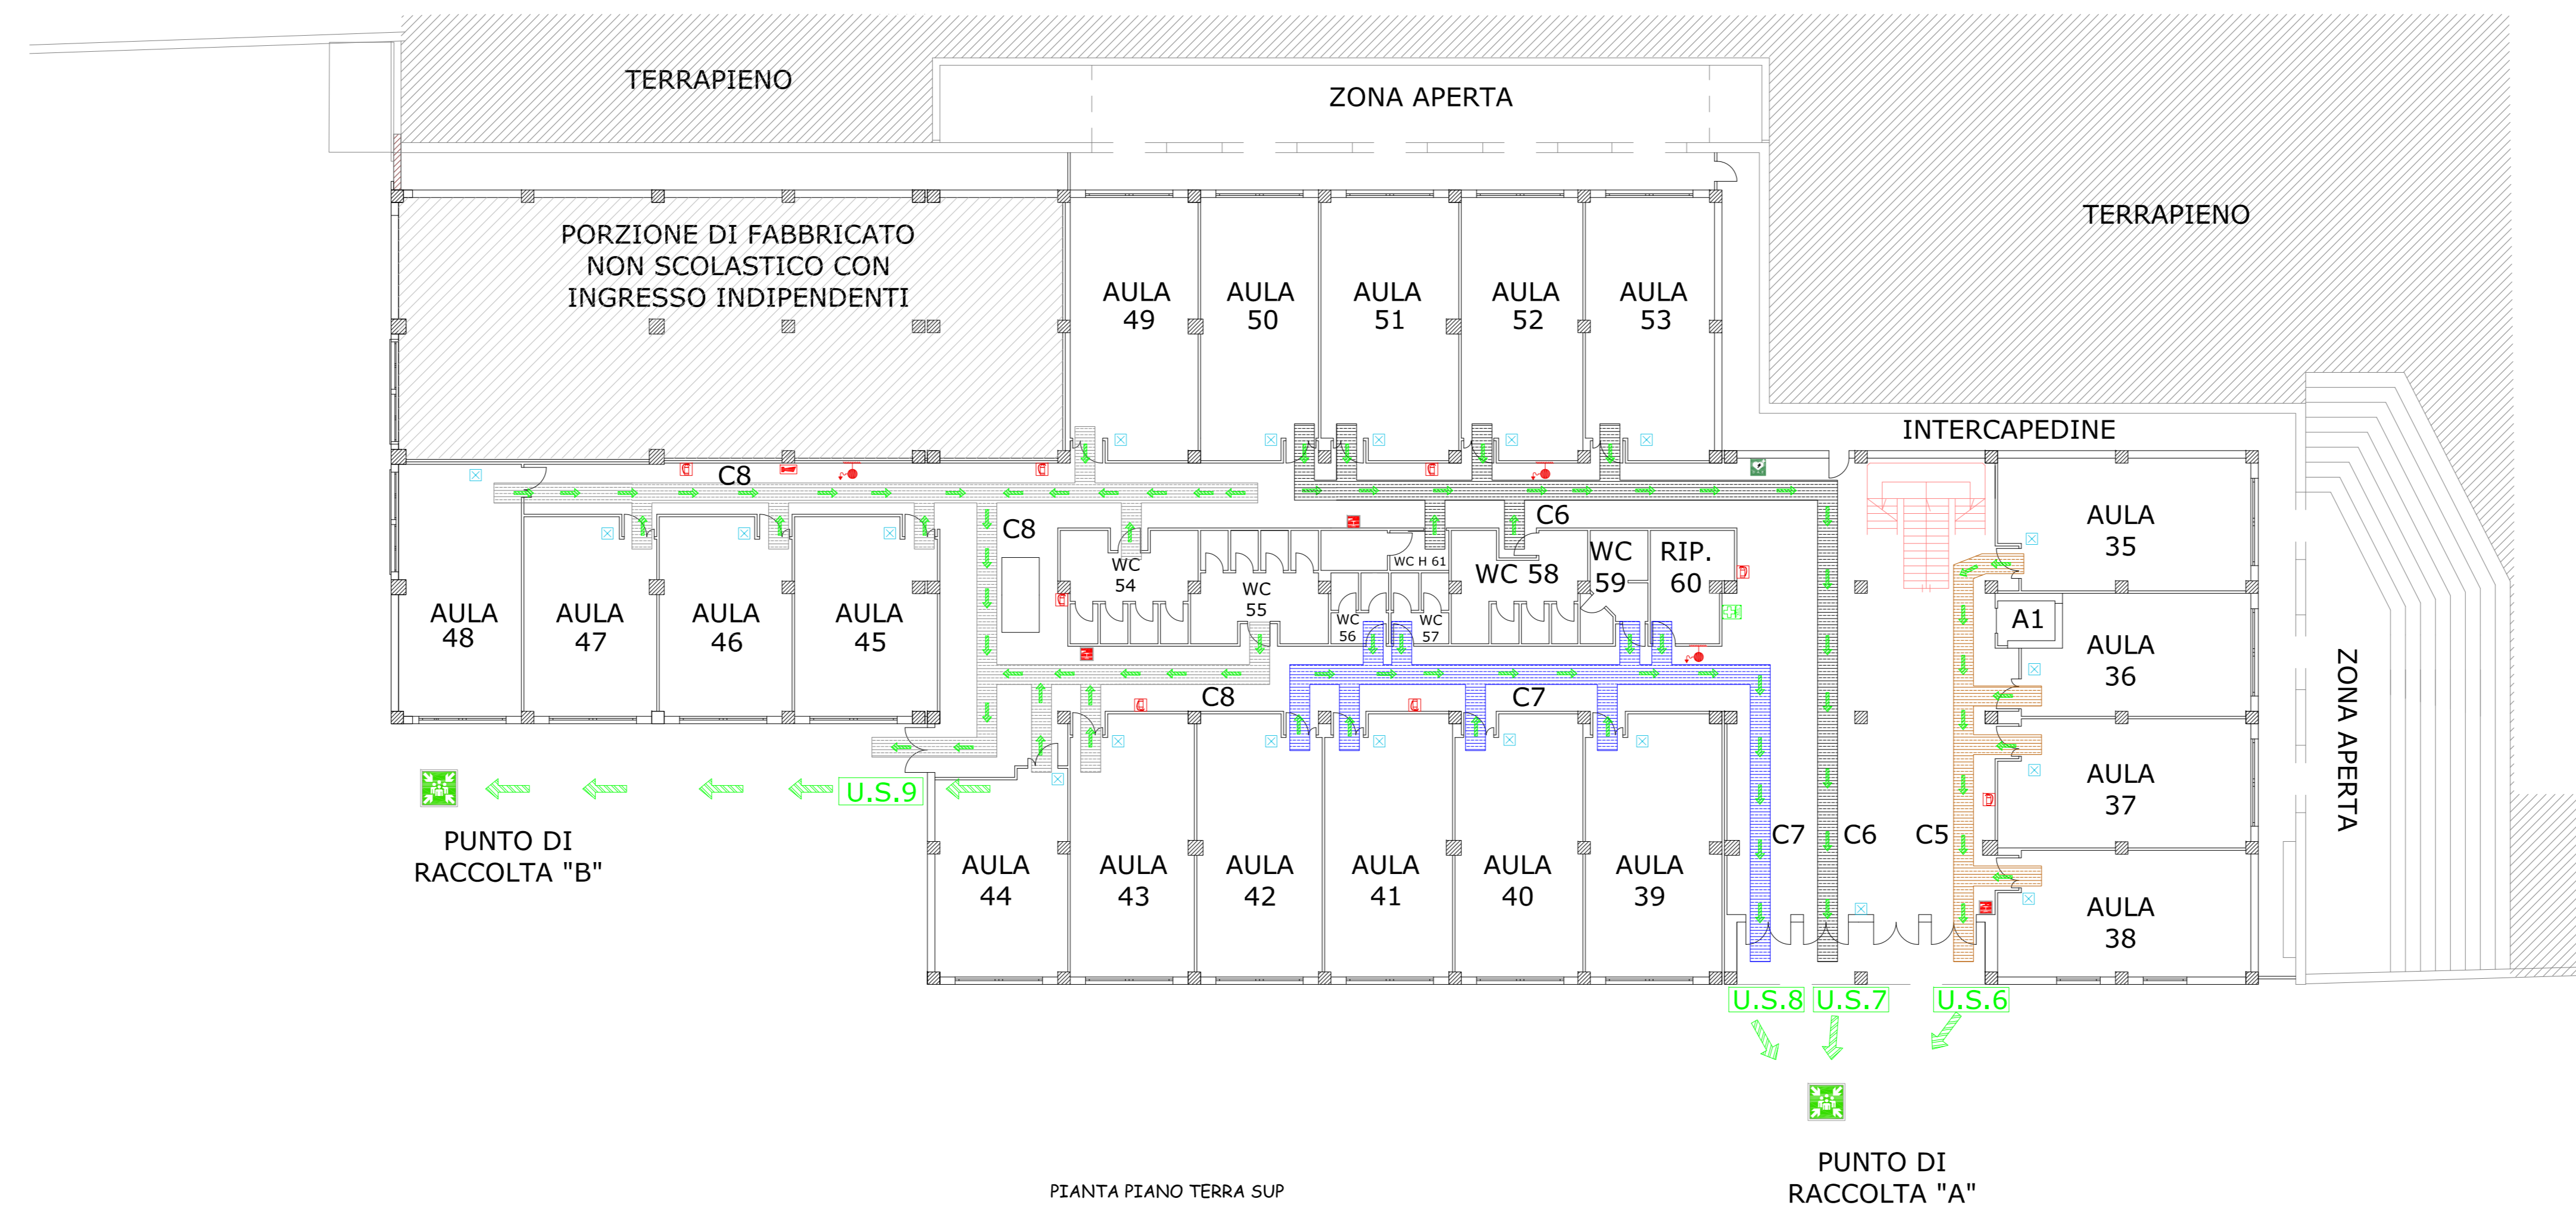 TERRAPIENO
ZONA APERTA
TERRAPIENO
PORZIONE DI FABBRICATO
NON SCOLASTICO CON
INGRESSO INDIPENDENTI
AULA
49
AULA
50
AULA
51
AULA
52
AULA
53
INTERCAPEDINE
C8
C8
C6
AULA
35
WC
54
WC
55
WC H 61
WC 58
WC
59
RIP.
60
AULA
48
AULA
47
AULA
46
AULA
45
WC
56
WC
57
A1
AULA
36
C8
C7
ZONA APERTA
U.S.9
AULA
37
PUNTO DI
RACCOLTA "B"
C7
C6
C5
AULA
44
AULA
43
AULA
42
AULA
41
AULA
40
AULA
39
AULA
38
U.S.8
U.S.7
U.S.6
PUNTO DI
RACCOLTA "A"
PIANTA PIANO TERRA SUP